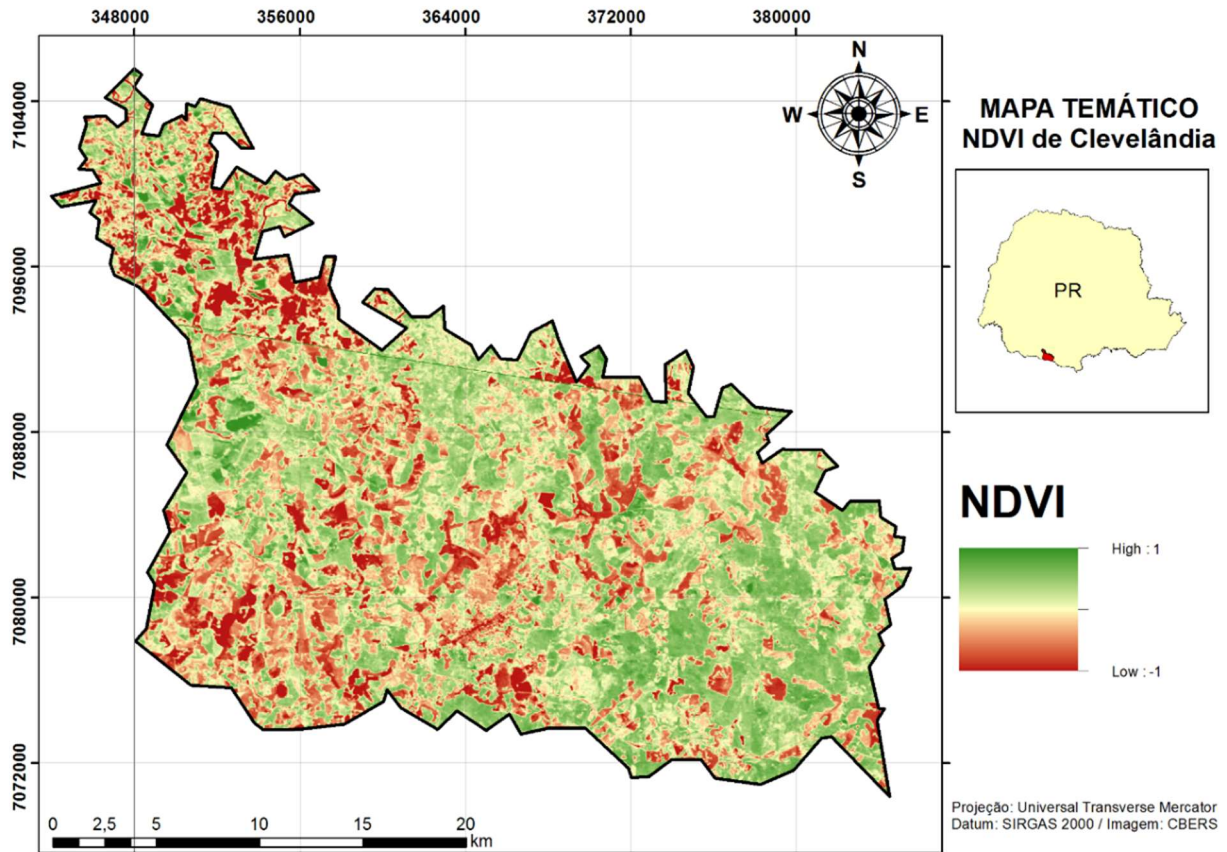 348000 356000 364000 372000 380000
7104000
7096000
7088000
7080000
7072000
N
W E
S
0 2,5 5 10 15 20
km
MAPA TEMÁTICO
NDVI de Clevelândia
PR
NDVI
High : 1
Low : -1
Projeção: Universal Transverse Mercator
Datum: SIRGAS 2000 / Imagem: CBERS